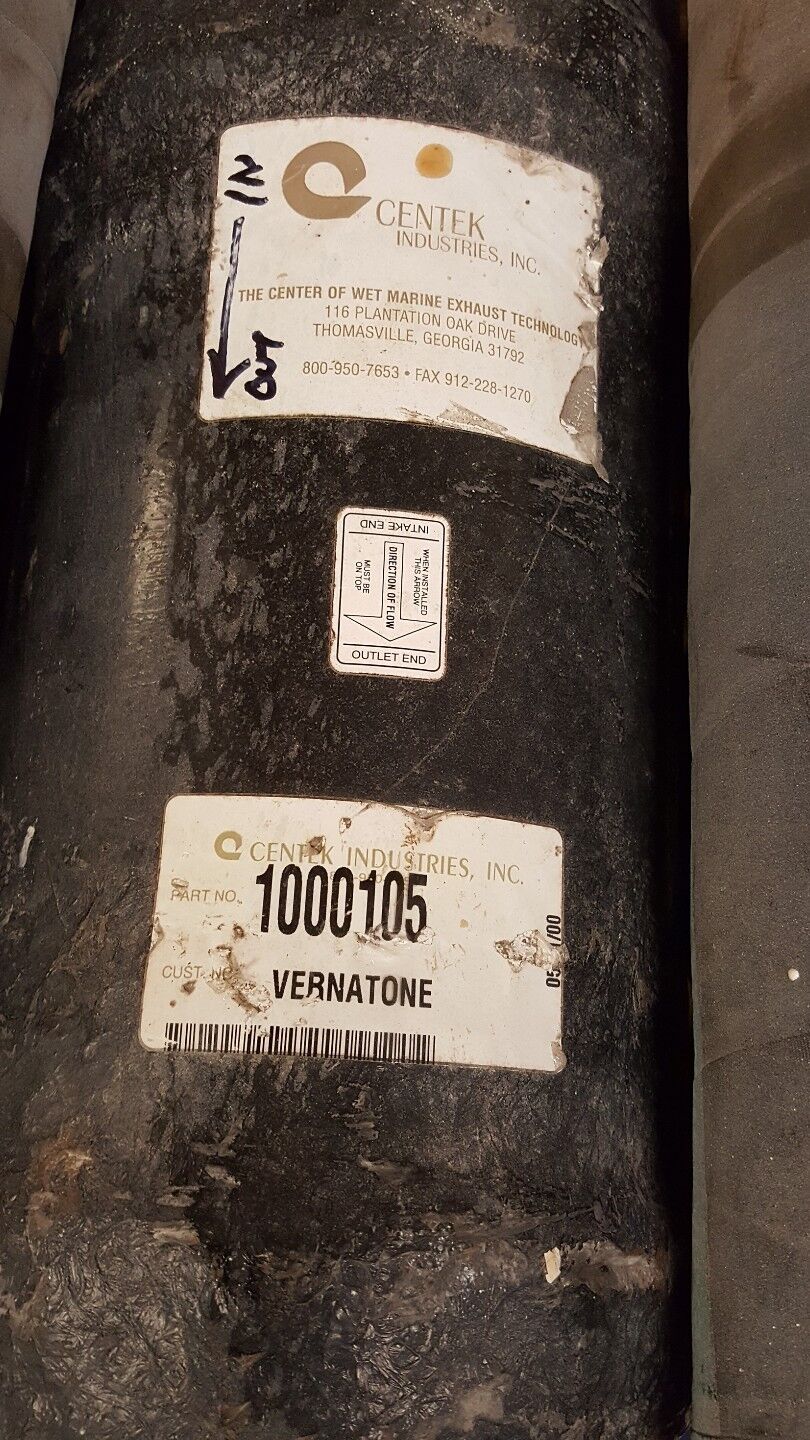 IN
OUT
CENTEK
INDUSTRIES, INC.
THE CENTER OF WET MARINE EXHAUST TECHNOLOGY
116 PLANTATION OAK DRIVE
THOMASVILLE, GEORGIA 31792
800-950-7653 • FAX 912-228-1270
INTAKE END
WHEN INSTALLED
THIS ARROW
DIRECTION OF FLOW
MUST BE
ON TOP
OUTLET END
CENTEK INDUSTRIES, INC.
PART NO.
1000105
CUST.
VERNATONE